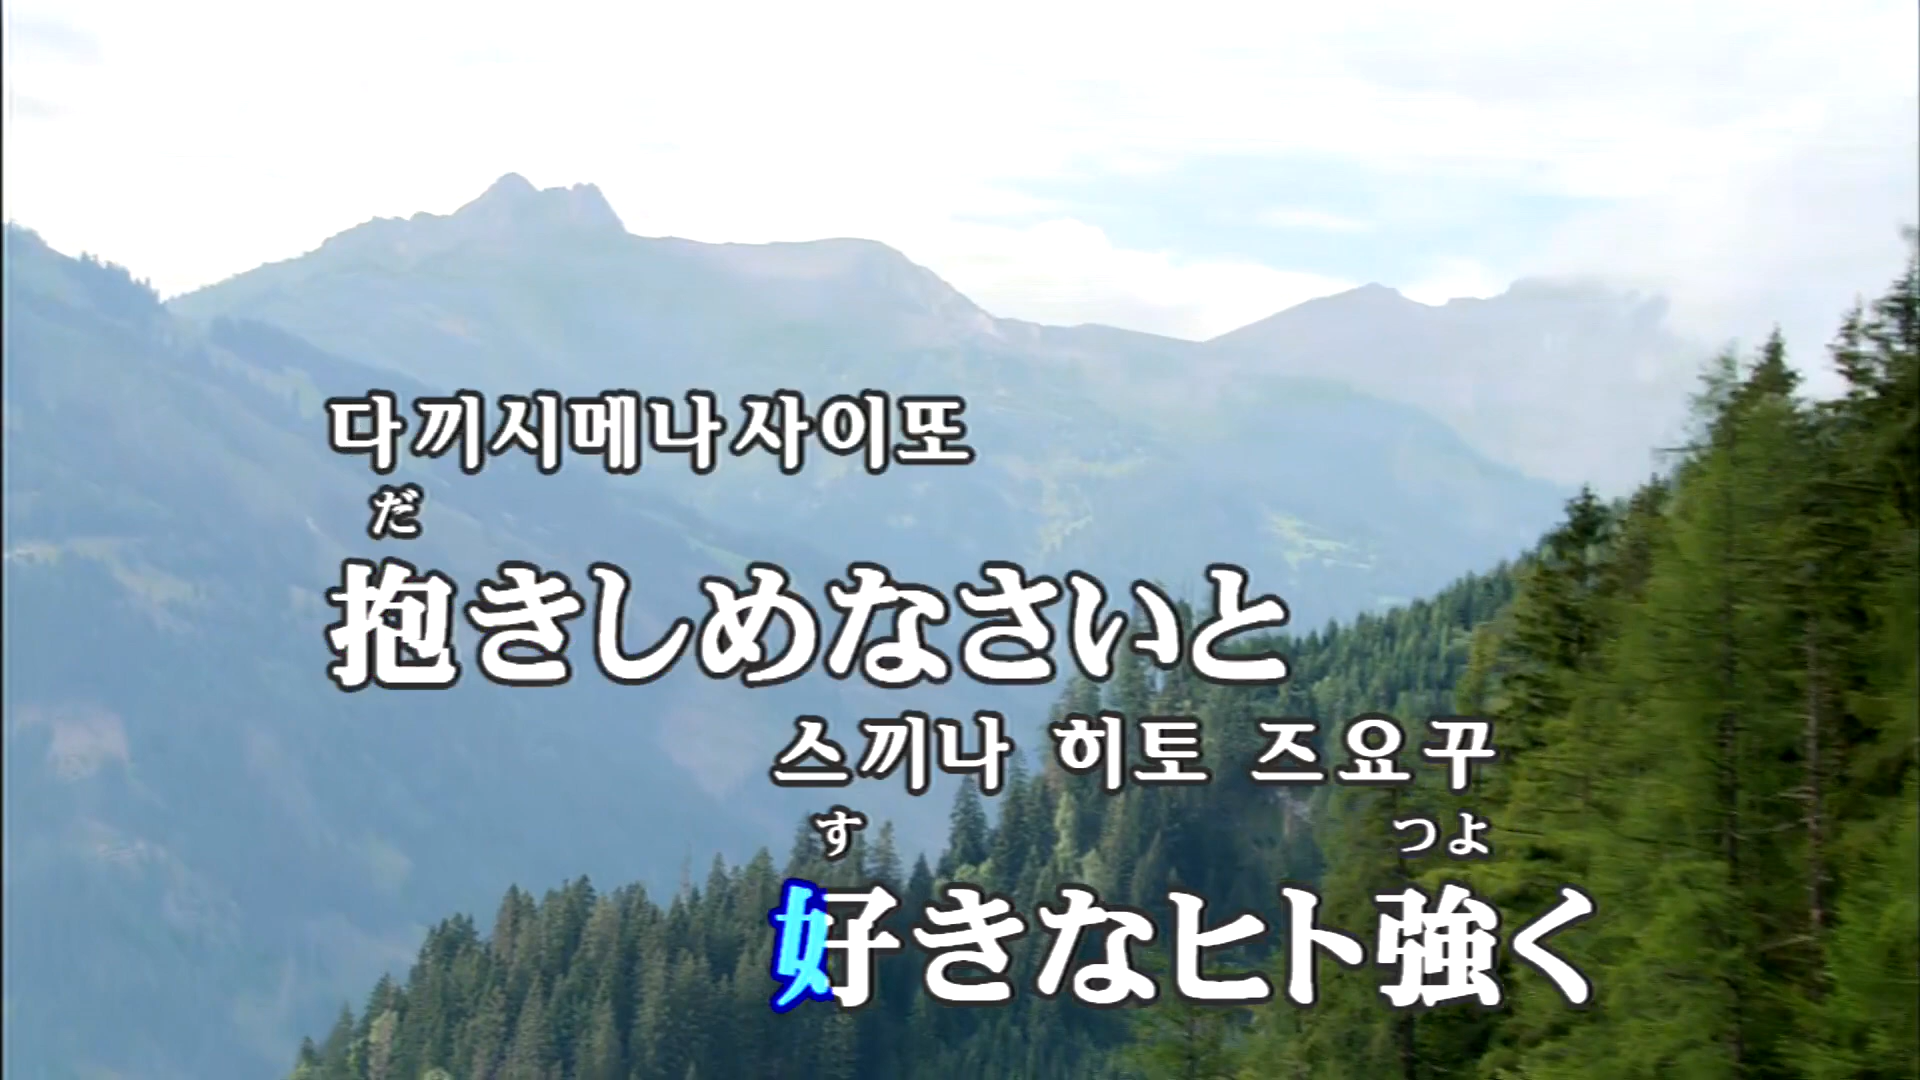 다끼시메나사이또
だ
抱きしめなさいと
스끼나 히토 즈요꾸
す つよ
好きなヒト強く